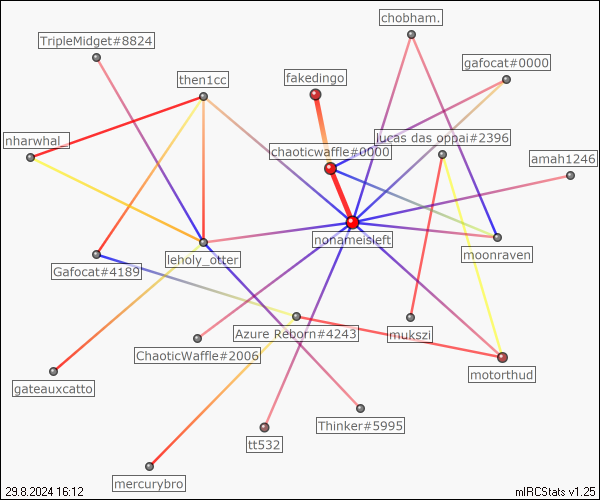 chobham.
TripleMidget#8824
gafocat#0000
fakedingo
then1cc
nharwhal_
lucas das oppai#2396
chaoticwaffle#0000
amah1246
nonameisleft
moonraven
leholy_otter
Gafocat#4189
Azure Reborn#4243
mukszi
ChaoticWaffle#2006
motorthud
gateauxcatto
Thinker#5995
tt532
mercurybro
29.8.2024 16:12
mIRCStats v1.25